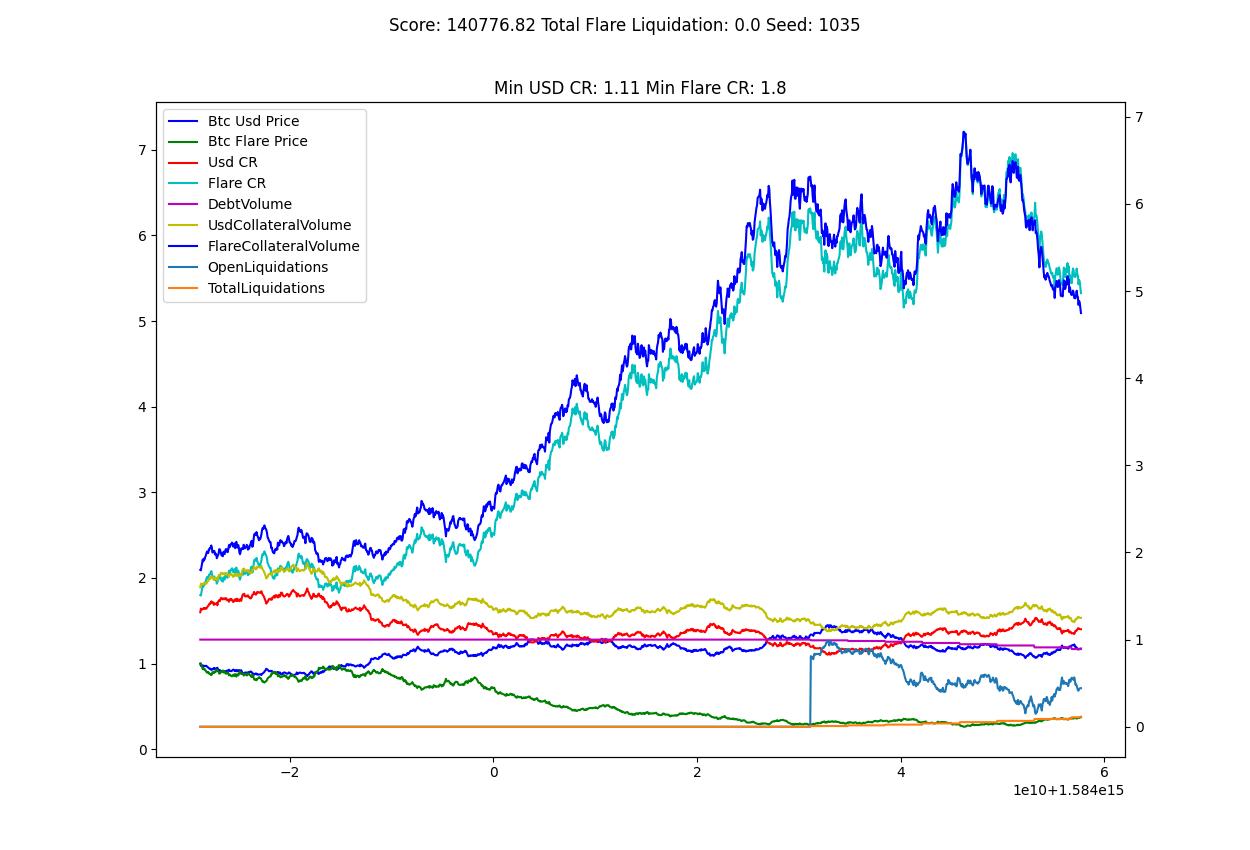 Score: 140776.82 Total Flare Liquidation: 0.0 Seed: 1035
Min USD CR: 1.11 Min Flare CR: 1.8
Btc Usd Price
Btc Flare Price
Usd CR
Flare CR
DebtVolume
UsdCollateralVolume
FlareCollateralVolume
OpenLiquidations
TotalLiquidations
7
6
5
4
3
2
1
0
7
6
5
4
3
2
1
0
−2
0
2
4
6
1e10+1.584e15